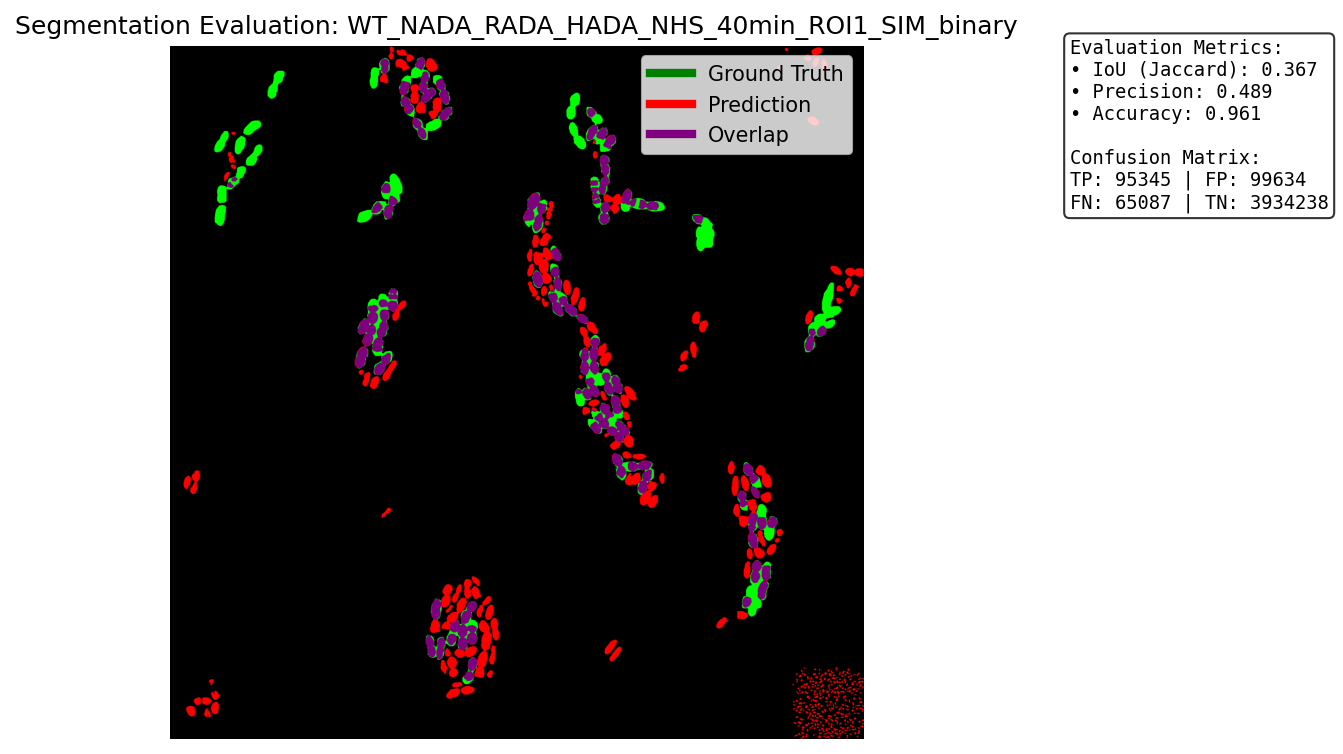 Segmentation Evaluation: WT_NADA_RADA_HADA_NHS_40min_ROI1_SIM_binary
Ground Truth
Prediction
Overlap
Evaluation Metrics:
• IoU (Jaccard): 0.367
• Precision: 0.489
• Accuracy: 0.961
Confusion Matrix:
TP: 95345 | FP: 99634
FN: 65087 | TN: 3934238